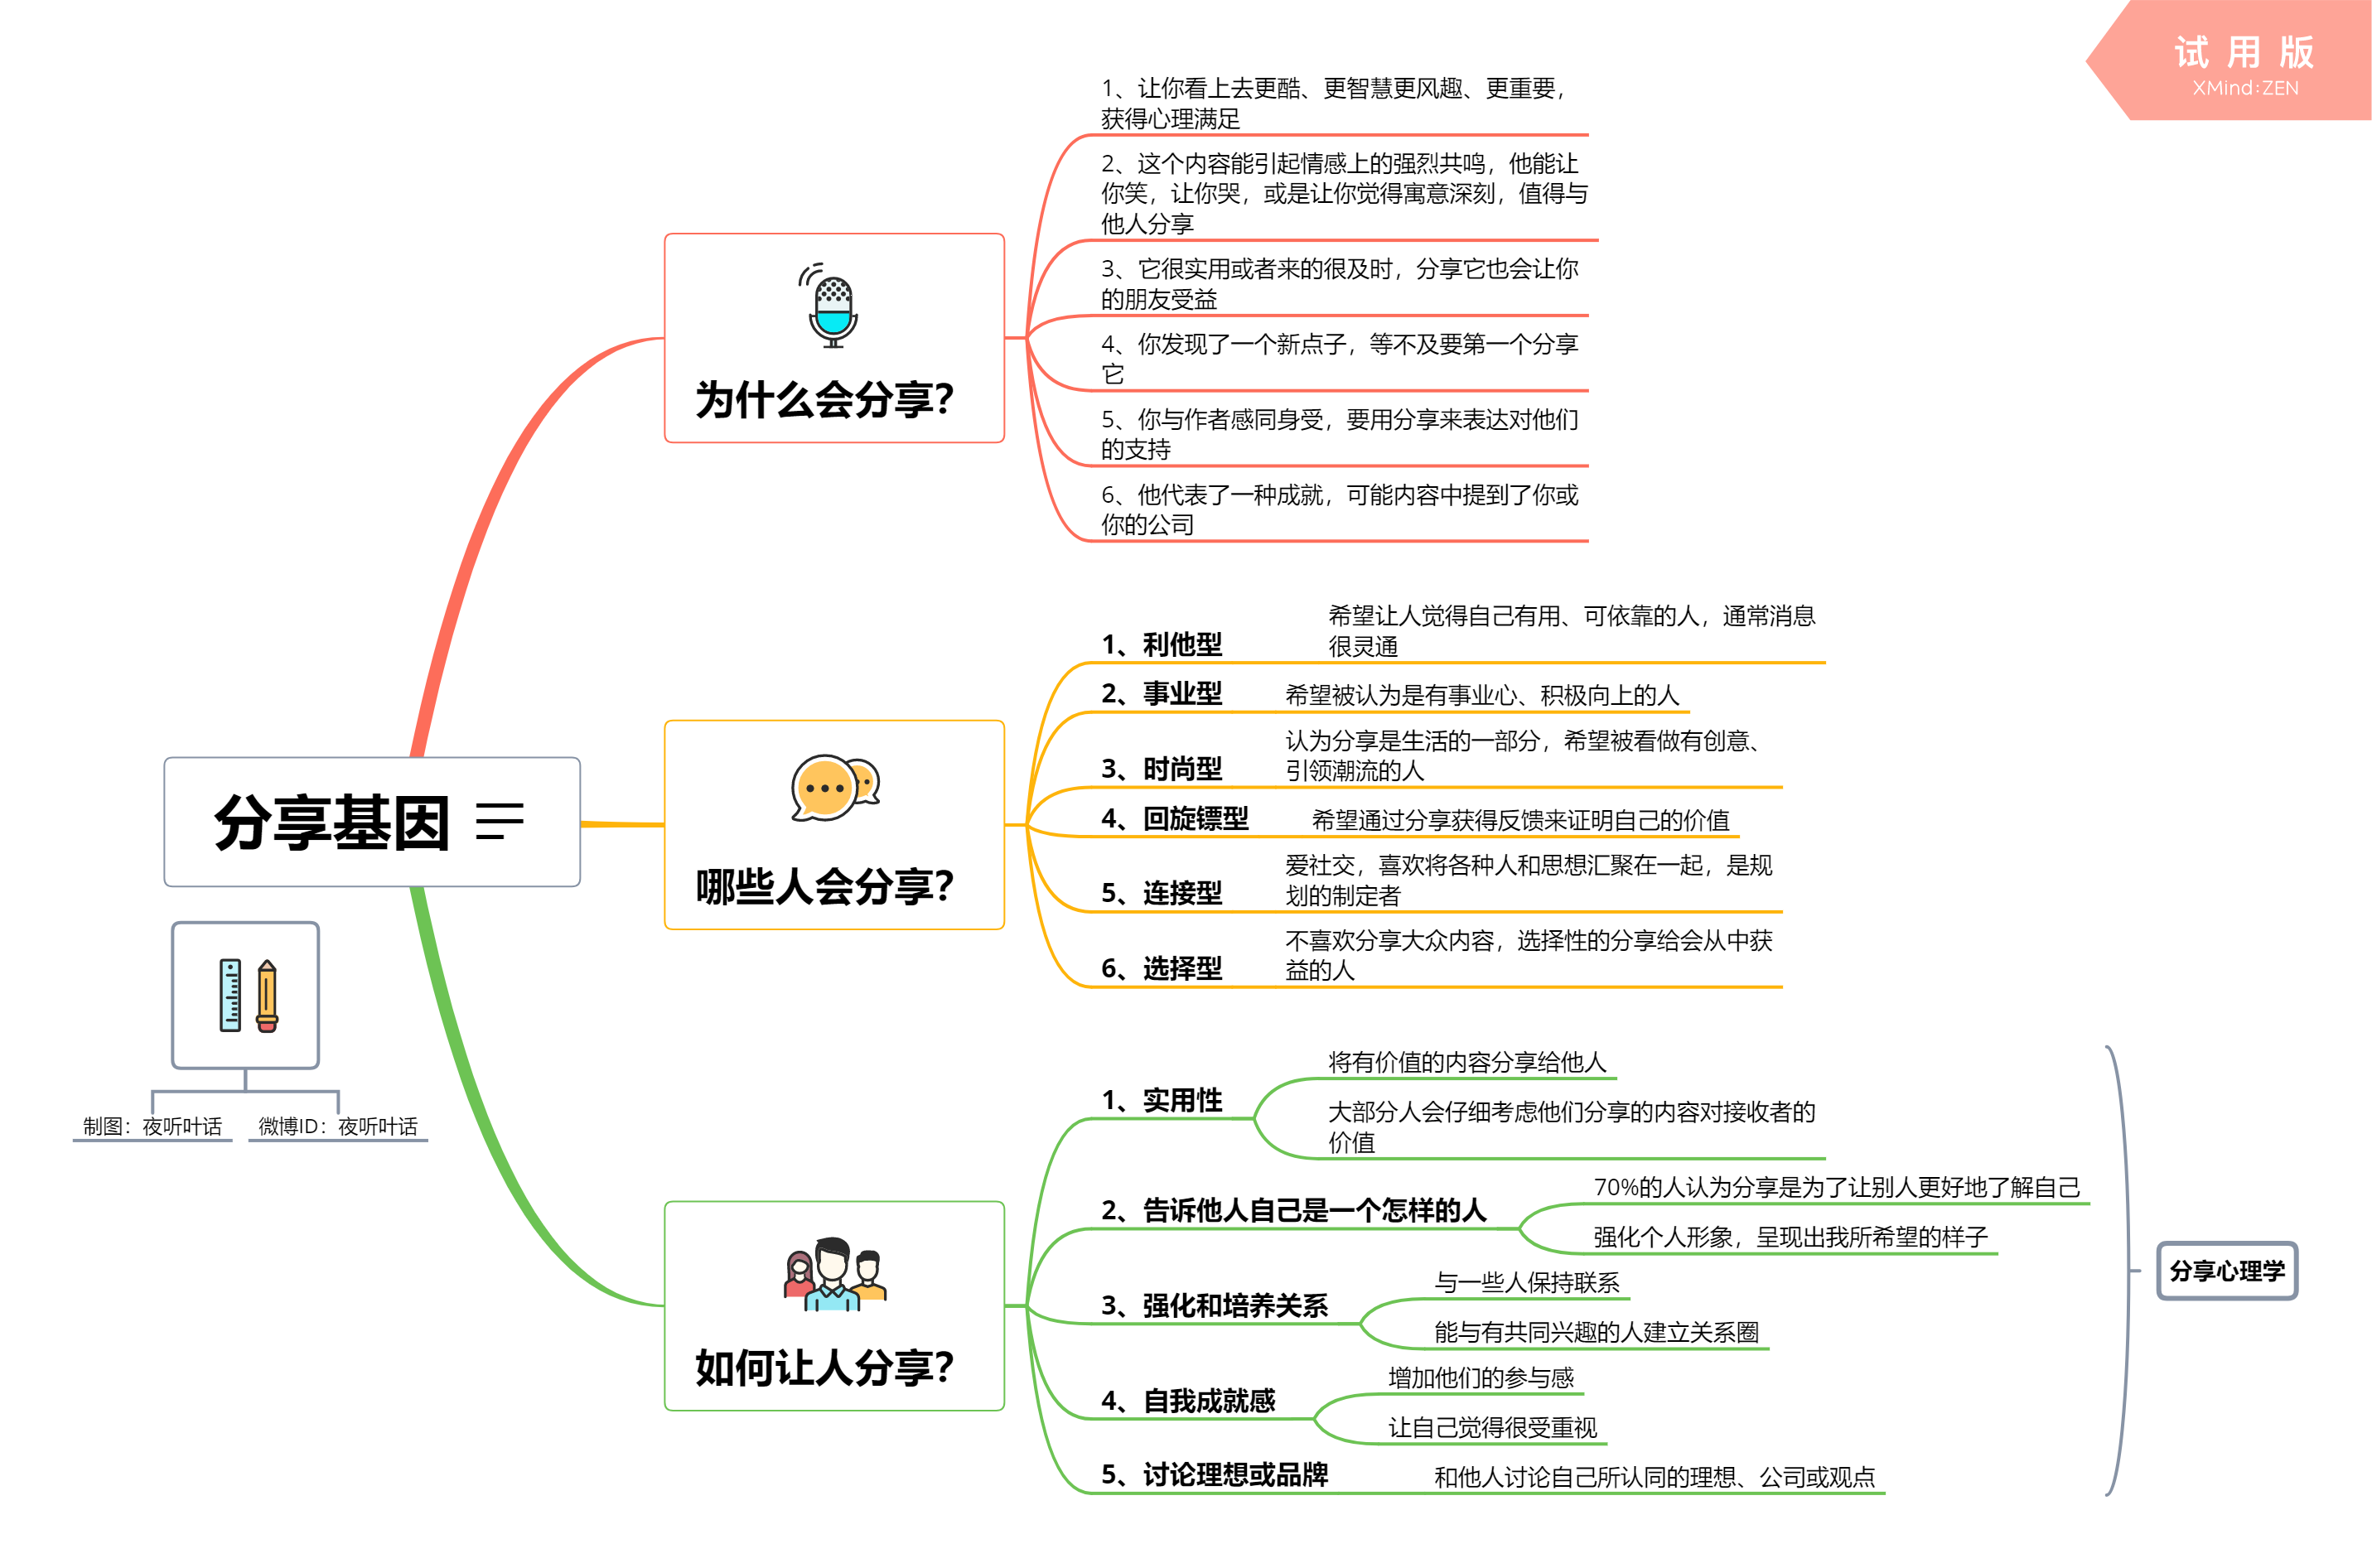 试用版
XMind:ZEN
1、让你看上去更酷、更智慧更风趣、更重要，
获得心理满足
2、这个内容能引起情感上的强烈共鸣，他能让
你笑，让你哭，或是让你觉得寓意深刻，值得与
他人分享
3、它很实用或者来的很及时，分享它也会让你
的朋友受益
为什么会分享？
4、你发现了一个新点子，等不及要第一个分享
它
5、你与作者感同身受，要用分享来表达对他们
的支持
6、他代表了一种成就，可能内容中提到了你或
你的公司
分享基因
哪些人会分享？
1、利他型
希望让人觉得自己有用、可依靠的人，通常消息
很灵通
2、事业型
希望被认为是有事业心、积极向上的人
3、时尚型
认为分享是生活的一部分，希望被看做有创意、
引领潮流的人
4、回旋镖型
希望通过分享获得反馈来证明自己的价值
5、连接型
爱社交，喜欢将各种人和思想汇聚在一起，是规
划的制定者
6、选择型
不喜欢分享大众内容，选择性的分享给会从中获
益的人
制图：夜听叶话
微博ID：夜听叶话
如何让人分享？
1、实用性
将有价值的内容分享给他人
大部分人会仔细考虑他们分享的内容对接收者的
价值
2、告诉他人自己是一个怎样的人
70%的人认为分享是为了让别人更好地了解自己
强化个人形象，呈现出我所希望的样子
3、强化和培养关系
与一些人保持联系
能与有共同兴趣的人建立关系圈
4、自我成就感
增加他们的参与感
让自己觉得很受重视
5、讨论理想或品牌
和他人讨论自己所认同的理想、公司或观点
分享心理学